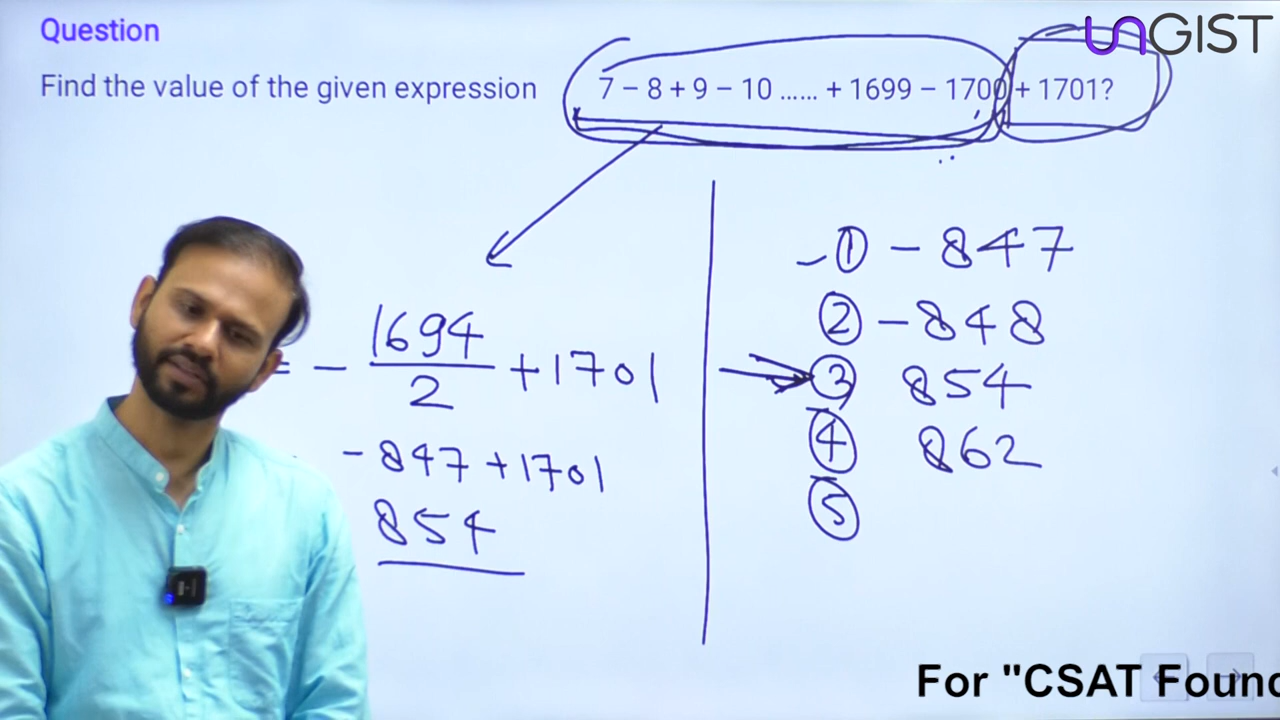 Question
UNGIST
Find the value of the given expression 7 – 8 + 9 – 10 ...... + 1699 – 1700 + 1701?
= - 1694/2 + 1701
- 847 + 1701
854
① - 847
② - 848
③ 854
④ 862
⑤
For "CSAT Founc